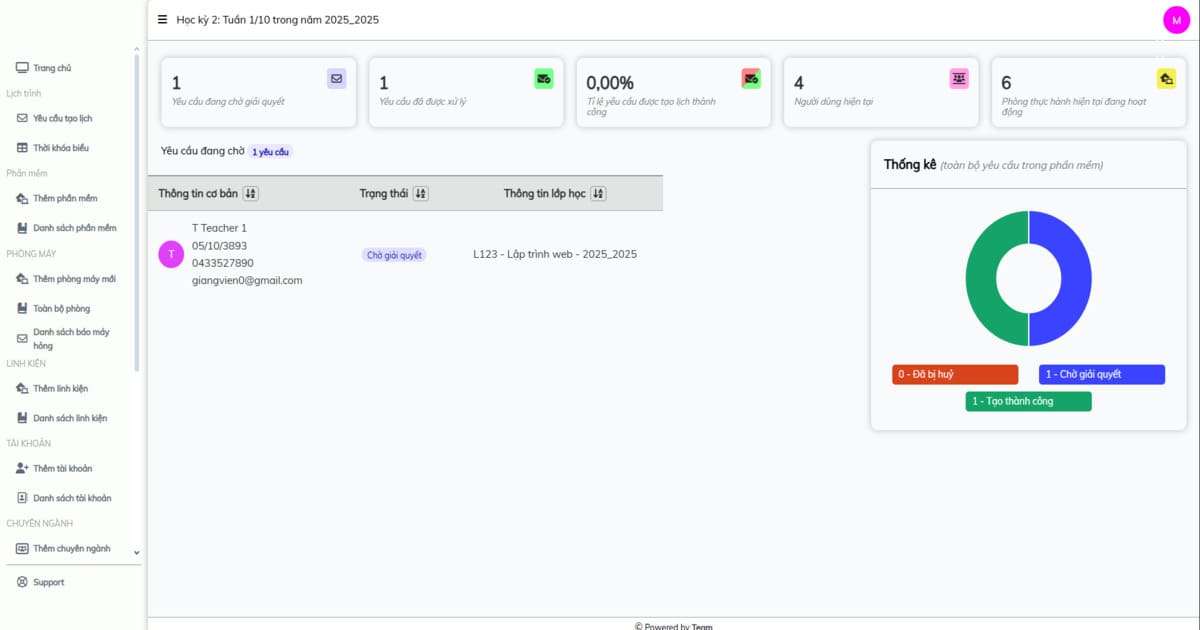 Học kỳ 2: Tuần 1/10 trong năm 2025_2025
M
Trang chủ
Lịch trình
Yêu cầu tạo lịch
Thời khóa biểu
Phần mềm
Thêm phần mềm
Danh sách phần mềm
PHÒNG MÁY
Thêm phòng máy mới
Toàn bộ phòng
Danh sách báo máy
hỏng
LINH KIỆN
Thêm linh kiện
Danh sách linh kiện
TÀI KHOẢN
Thêm tài khoản
Danh sách tài khoản
CHUYÊN NGÀNH
Thêm chuyên ngành
Support
1
Yêu cầu đang chờ giải quyết
1
Yêu cầu đã được xử lý
0,00%
Tỉ lệ yêu cầu được tạo lịch thành
công
4
Người dùng hiện tại
6
Phòng thực hành hiện tại đang hoạt
động
Yêu cầu đang chờ 1 yêu cầu
Thông tin cơ bản Trạng thái Thông tin lớp học
T
T Teacher 1
05/10/3893
0433527890
giangvien0@gmail.com
Chờ giải quyết
L123 - Lập trình web - 2025_2025
Thống kê (toàn bộ yêu cầu trong phần mềm)
0 - Đã bị huỷ
1 - Chờ giải quyết
1 - Tạo thành công
© Powered by Team